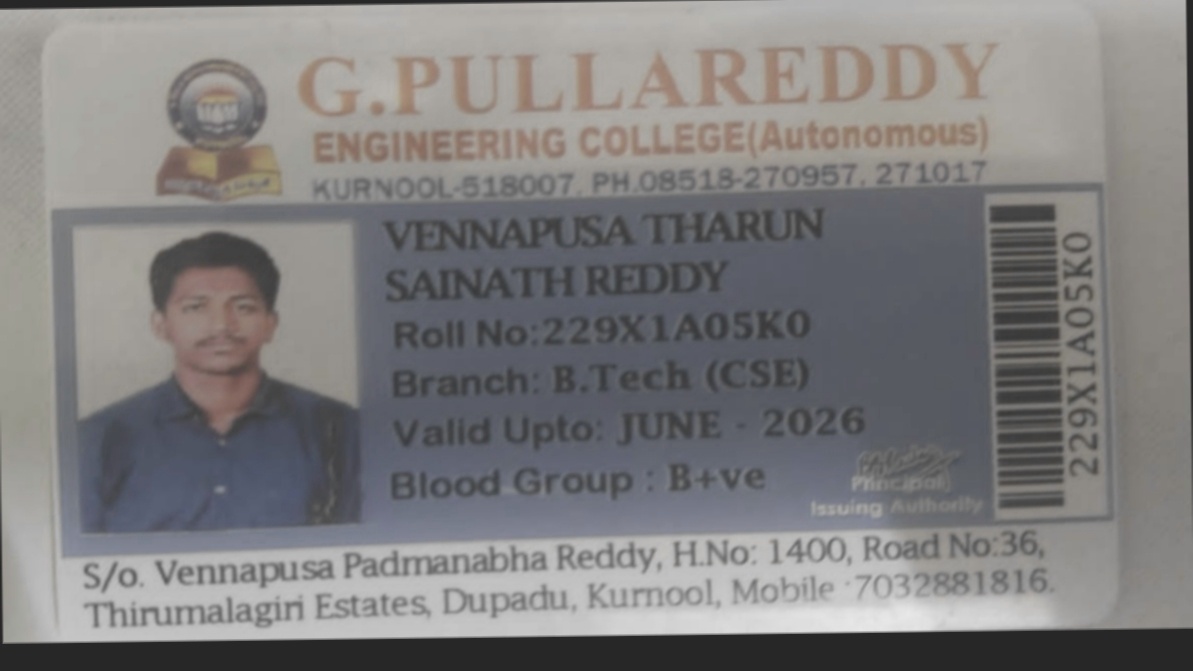 G.PULLAREDDY
ENGINEERING COLLEGE(Autonomous)
KURNOOL-518007, PH.08518-270957, 271017
VENNAPUSA THARUN
SAINATH REDDY
Roll No:229X1A05K0
Branch: B.Tech (CSE)
Valid Upto: JUNE - 2026
Blood Group : B+ve
Principal
Issuing Authority
229X1A05K0
S/o. Vennapusa Padmanabha Reddy, H.No: 1400, Road No:36,
Thirumalagiri Estates, Dupadu, Kurnool, Mobile :7032881816.